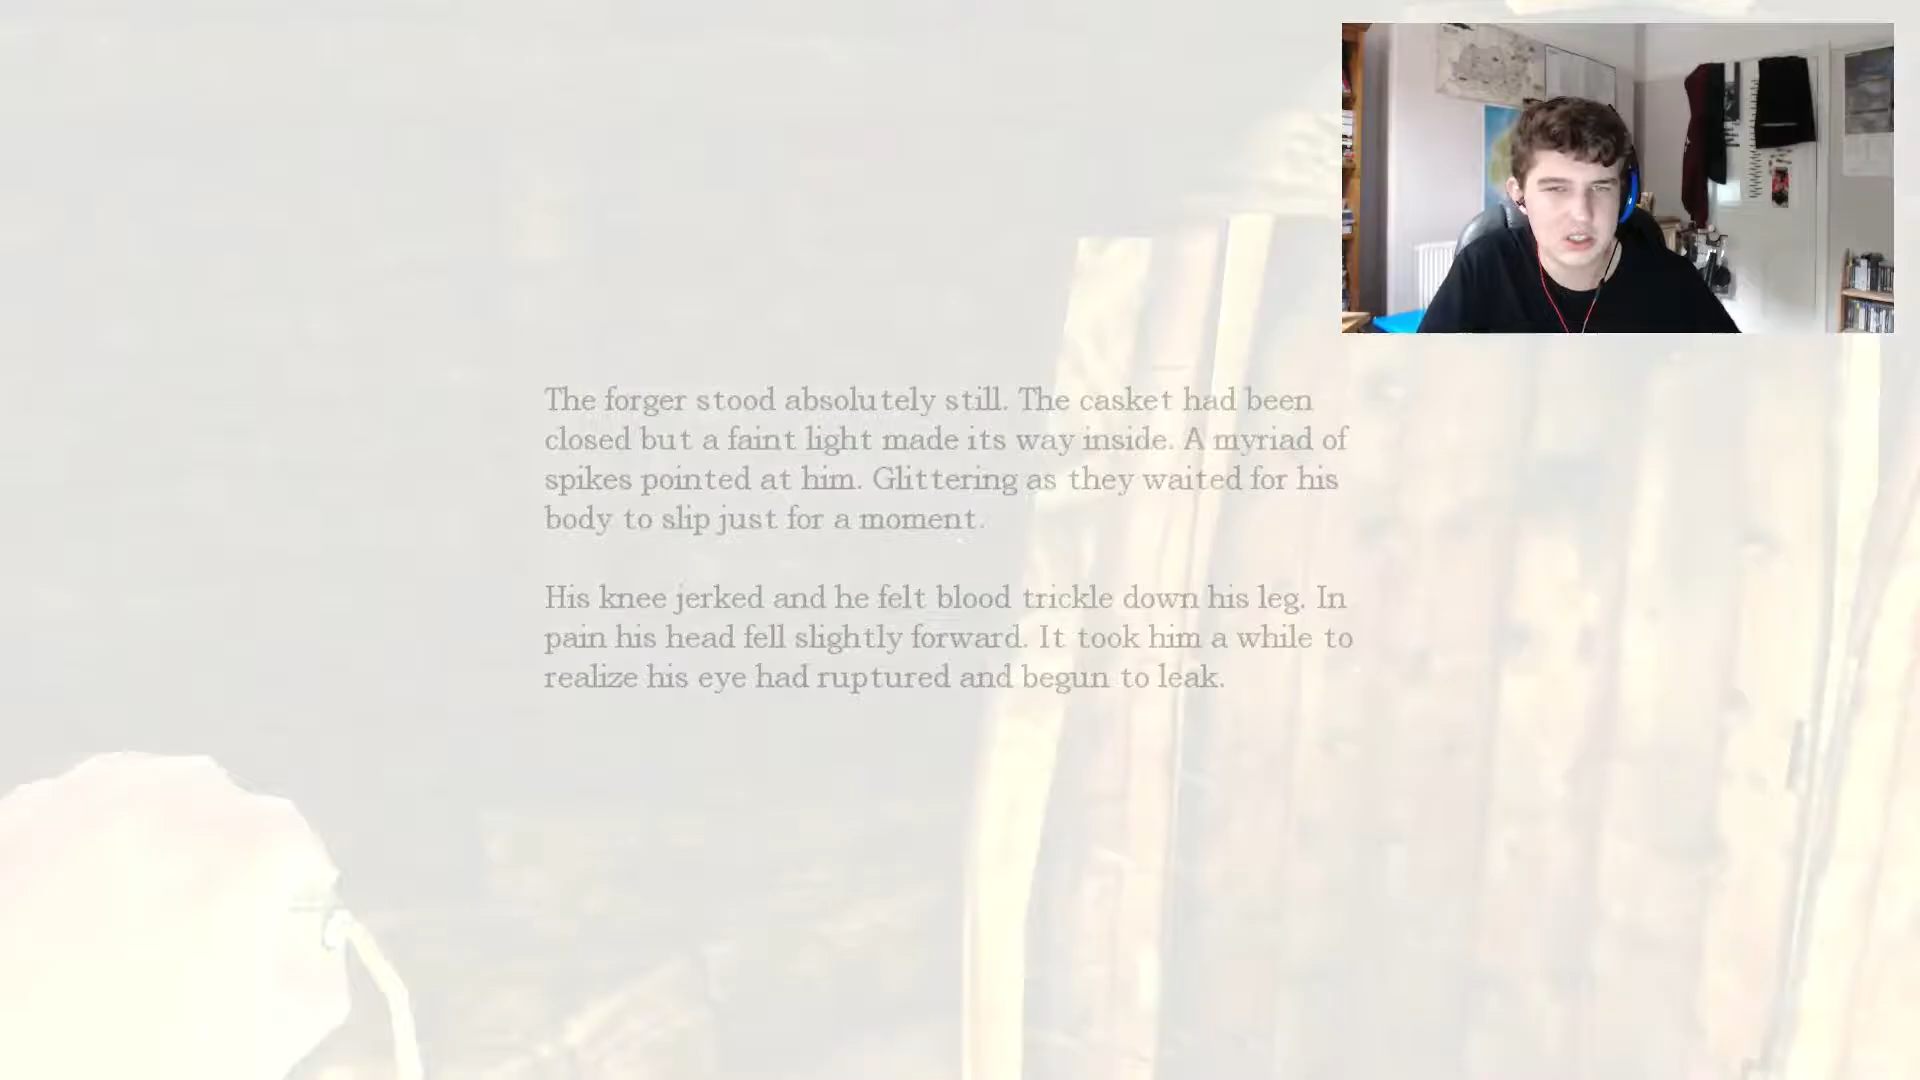 The forger stood absolutely still. The casket had been
closed but a faint light made its way inside. A myriad of
spikes pointed at him. Glittering as they waited for his
body to slip just for a moment.
His knee jerked and he felt blood trickle down his leg. In
pain his head fell slightly forward. It took him a while to
realize his eye had ruptured and begun to leak.